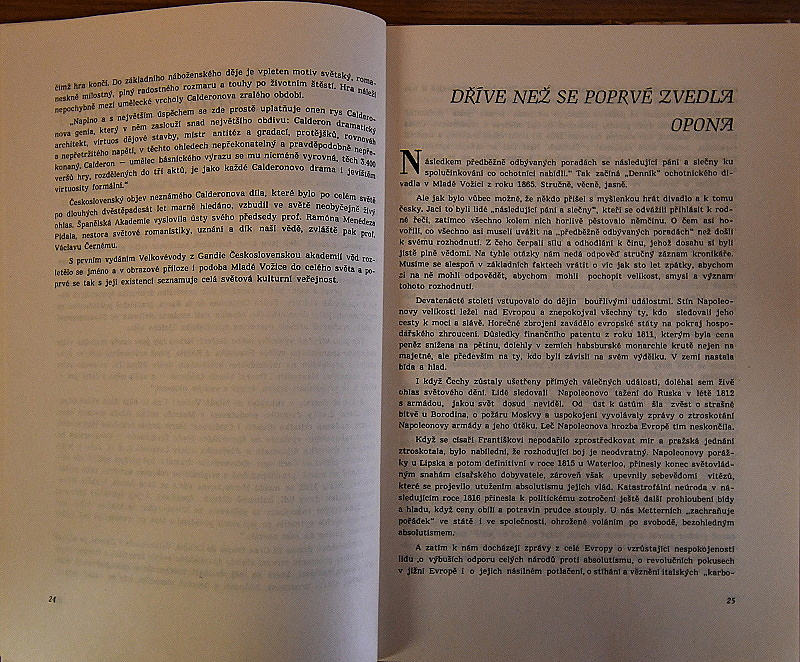 čímž hra končí. Do základního náboženského děje je vpleten motiv světský, roma-
neskně milostný, plný radostného rozmaru a touhy po životním štěstí. Hra náleží
nepochybně mezi umělecké vrcholy Calderonova zralého období.
„Naplno a s největším úspěchem se zde prostě uplatňuje onen rys Caldero-
nova genia, který v něm zaslouží snad největšího obdivu: Calderon dramatický
architekt, virtuos dějové stavby, mistr antitéz a gradací, protějšků, rovnováh
a nepřetržitého napětí, v těchto ohledech nepřekonatelný a pravděpodobně nepře-
konaný. Calderon — umělec básnického výrazu se mu nicméně vyrovná, těch 3.400
veršů hry, rozdělených do tří aktů, je jako každé Calderonovo drama i jevištěm
virtuosity formální.“
Československý objev neznámého Calderonova díla, které bylo po celém světě
po dlouhých dvěstěpadesát let marně hledáno, vzbudil ve světě neobyčejně živý
ohlas. Španělská Akademie vyslovila ústy svého předsedy prof. Ramóna Menédeza
Pidala, nestora světové romanistiky, uznání a dík naší vědě, zvláště pak prof.
Václavu Černému.
S prvním vydáním Velkovévody z Gandie Československou akademií věd roz-
letělo se jméno a v obrazové příloze i podoba Mladé Vožice do celého světa a po-
prvé se tak s její existencí seznamuje celá světová kulturní veřejnost.
24
DŘÍVE NEŽ SE POPRVÉ ZVEDLA
OPONA
Následkem předběžně odbývaných poradách se následující páni a slečny ku
spolučinkování co ochotníci nabídli.“ Tak začíná „Denník“ ochotnického di-
vadla v Mladé Vožici z roku 1865. Stručně, věcně, jasně.
Ale jak bylo vůbec možné, že někdo přišel s myšlenkou hrát divadlo a k tomu
česky. Jací to byli lidé „následující páni a slečny“, kteří se odvážili přihlásit k rod-
né řeči, zatímco všechno kolem nich horlivě pěstovalo němčinu. O čem asi ho-
vořili, co všechno asi museli uvážit na „předběžně odbývaných poradách“ než došli
k svému rozhodnutí. Z čeho čerpali sílu a odhodlání k činu, jehož dosahu si byli
jistě plně vědomi. Na tyhle otázky nám nedá odpověď stručný záznam kronikáře.
Musíme se alespoň v základních faktech vrátit o víc jak sto let zpátky, abychom
si na ně mohli odpovědět, abychom mohli pochopit velikost, smysl a význam
tohoto rozhodnutí.
Devatenácté století vstupovalo do dějin bouřlivými událostmi. Stín Napoleo-
novy velikosti ležel nad Evropou a znepokojval všechny ty, kdo sledovali jeho
cesty k moci a slávě. Horečné zbrojení zavádělo evropské státy na pokraj hospo-
dářského zhroucení. Důsledky finančního patentu z roku 1811, kterým byla cena
peněz snížena na pětinu, dolehly v zemích habsburské monarchie krutě nejen na
majetné, ale především na ty, kdo byli závislí na svém výdělku. V zemi nastala
bída a hlad.
I když Čechy zůstaly ušetřeny přímých válečných událostí, doléhal sem živě
ohlas světového dění. Lidé sledovali Napoleonovo tažení do Ruska v létě 1812
s armádou, jakou svět dosud neviděl. Od úst k ústům šla zvěst o strašné
bitvě u Borodina, o požáru Moskvy a uspokojení vyvolávaly zprávy o ztroskotání
Napoleonovy armády a jeho útěku. Leč Napoleonova hrozba Evropě tím neskončila.
Když se císaři Františkovi nepodařilo zprostředkovat mír a pražská jednání
ztroskotala, bylo nabíledni, že rozhodující boj je neodvratný. Napoleonovy poráž-
ky u Lipska a potom definitivní v roce 1815 u Waterloo, přinesly konec světovlád-
ným snahám císařského dobyvatele, zároveň však upevnily sebevědomí vítězů,
které se projevilo utužením absolutismu jejich vlád. Katastrofální neúroda v ná-
sledujícím roce 1816 přinesla k politickému zotročení ještě další prohloubení bídy
a hladu, když ceny obilí a potravin prudce stouply. U nás Metternich „zachraňuje
pořádek“ ve státě i ve společnosti, ohrožené voláním po svobodě, bezohledným
absolutismem.
A zatím k nám docházejí zprávy z celé Evropy o vzrůstající nespokojenosti
lidu ,o výbuších odporu celých národů proti absolutismu, o revolučních pokusech
v jižní Evropě i o jejich násilném potlačení, o stíhání a věznění italských „karbo-
25